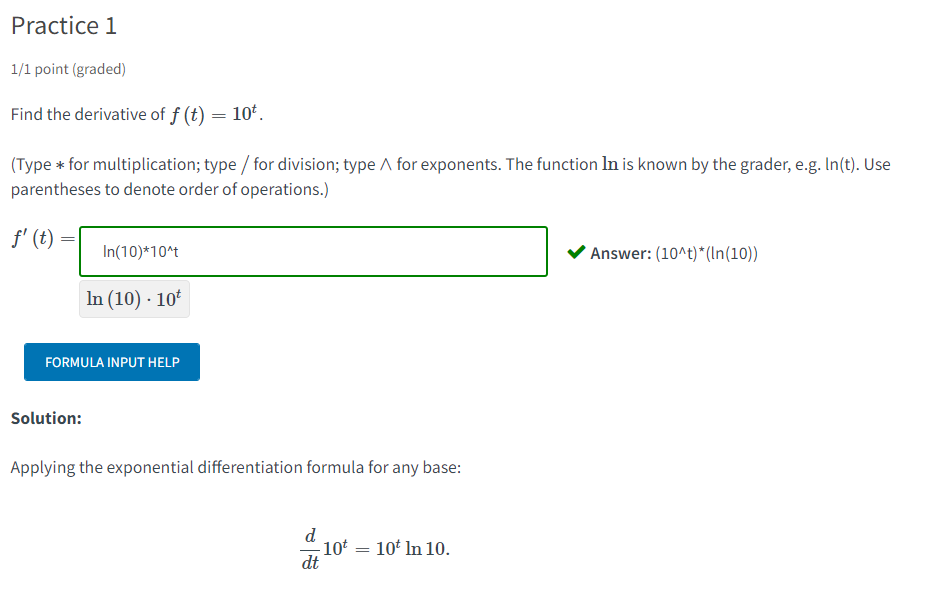 Practice 1
1/1 point (graded)
Find the derivative of f (t) = 10^t.
(Type * for multiplication; type / for division; type ∧ for exponents. The function ln is known by the grader, e.g. ln(t). Use
parentheses to denote order of operations.)
f′ (t) = ln(10)*10^t ✔ Answer: (10^t)*(ln(10))
ln (10) · 10^t
FORMULA INPUT HELP
Solution:
Applying the exponential differentiation formula for any base:
d/dt 10^t = 10^t ln 10.